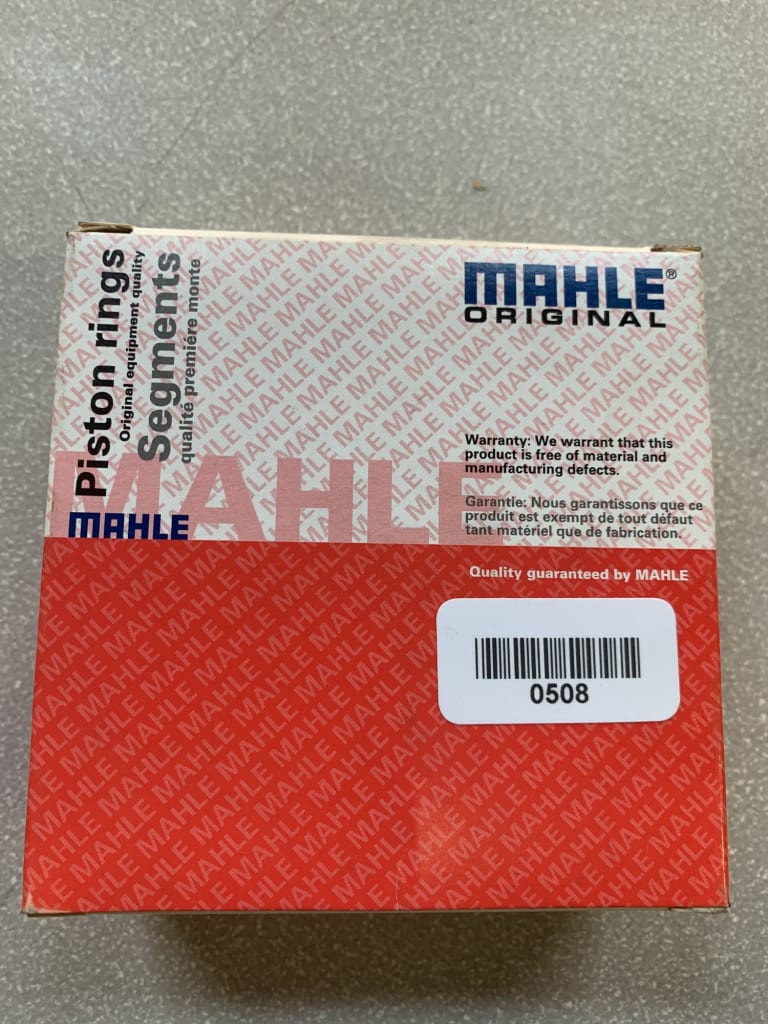 Piston rings
Original equipment quality
Segments
qualité premiére monte
MAHLE
MAHLE
MAHLE®
ORIGINAL
Warranty: We warrant that this
product is free of material and
manufacturing defects.
Garantie: Nous garantissons que ce
produit est exempt de tout défaut
tant matériel que de fabrication.
Quality guaranteed by MAHLE
0508